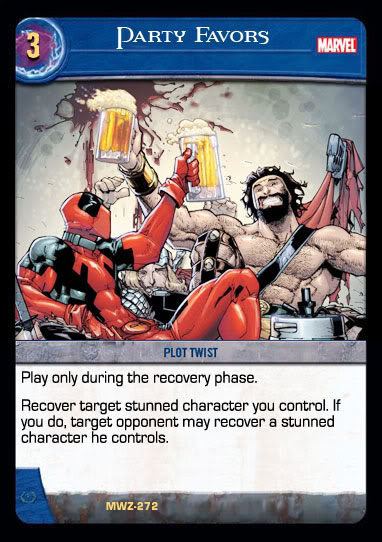 3
PARTY FAVORS
MARVEL
PLOT TWIST
Play only during the recovery phase.
Recover target stunned character you control. If
you do, target opponent may recover a stunned
character he controls.
MWZ-272